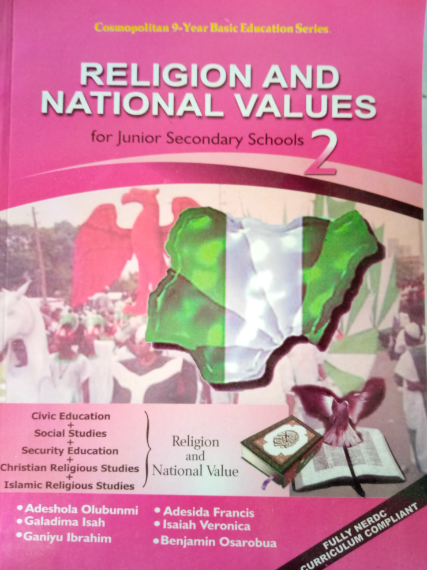 Cosmopolitan 9-Year Basic Education Series
RELIGION AND
NATIONAL VALUES
for Junior Secondary Schools 2
Civic Education
+
Social Studies
+
Security Education
+
Christian Religious Studies
+
Islamic Religious Studies
Religion
and
National Value
• Adeshola Olubunmi
• Galadima Isah
• Ganiyu Ibrahim
• Adesida Francis
• Isaiah Veronica
• Benjamin Osarobua
FULLY NERDC
CURRICULUM COMPLIANT